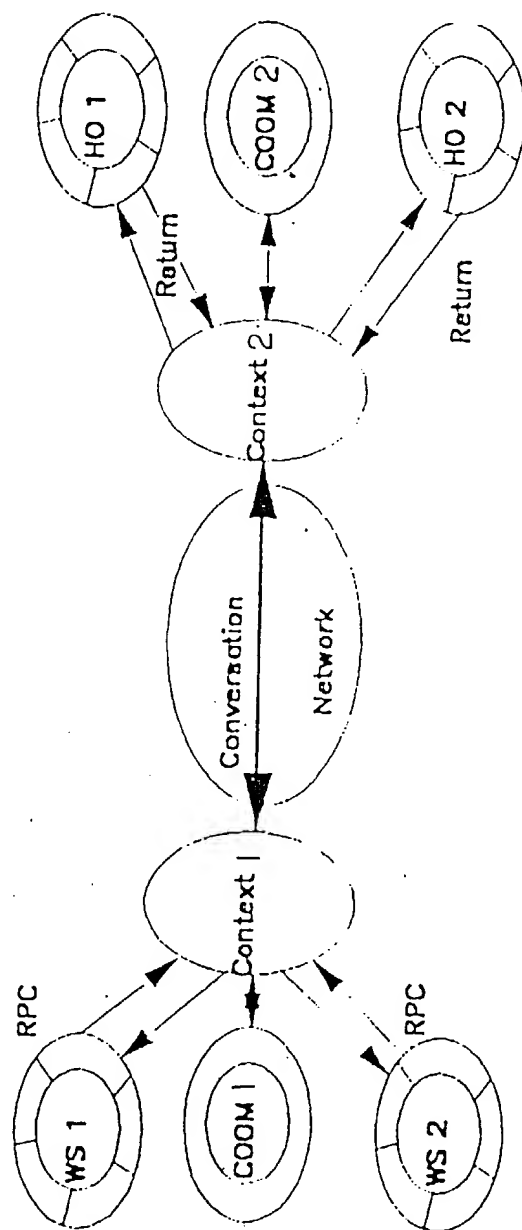 RPC
WS 1
COOM 1
WS 2
RPC
Context 1
Conversation
Network
Context 2
Return
HO 1
COOM 2
HO 2
Return